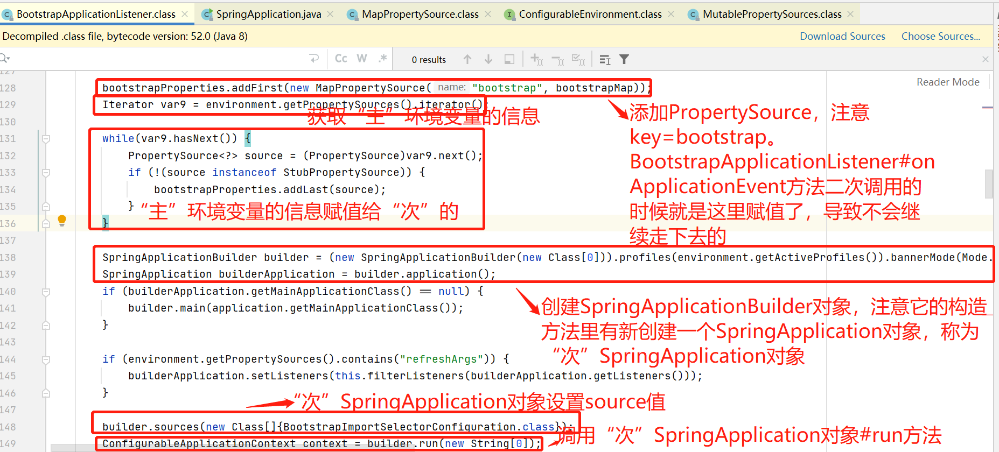 BootstrapApplicationListener.class SpringApplication.java MapPropertySource.class ConfigurableEnvironment.class MutablePropertySources.class
Decompiled .class file, bytecode version: 52.0 (Java 8) Download Sources Choose Sources...
Cc W .* 0 results
127
Reader Mode
128 bootstrapProperties.addFirst(new MapPropertySource( name: "bootstrap", bootstrapMap));
129 Iterator var9 = environment.getPropertySources().iterator();
获取“主”环境变量的信息
添加PropertySource，注意
key=bootstrap。
BootstrapApplicationListener#on
ApplicationEvent方法二次调用的
时候就是这里赋值了，导致不会继
续走下去的
130
131 while(var9.hasNext()) {
132 PropertySource<?> source = (PropertySource)var9.next();
133 if (!(source instanceof StubPropertySource)) {
134 bootstrapProperties.addLast(source);
135 }
“主”环境变量的信息赋值给“次”的
136 }
137
138 SpringApplicationBuilder builder = (new SpringApplicationBuilder(new Class[0])).profiles(environment.getActiveProfiles()).bannerMode(Mode.
139 SpringApplication builderApplication = builder.application();
140 if (builderApplication.getMainApplicationClass() == null) {
141 builder.main(application.getMainApplicationClass());
142 }
创建SpringApplicationBuilder对象，注意它的构造
方法里有新创建一个SpringApplication对象，称为
“次”SpringApplication对象
143
144 if (environment.getPropertySources().contains("refreshArgs")) {
145 builderApplication.setListeners(this.filterListeners(builderApplication.getListeners()));
146 }
“次”SpringApplication对象设置source值
147
148 builder.sources(new Class[]{BootstrapImportSelectorConfiguration.class});
149 ConfigurableApplicationContext context = builder.run(new String[0]);
调用“次”SpringApplication对象#run方法